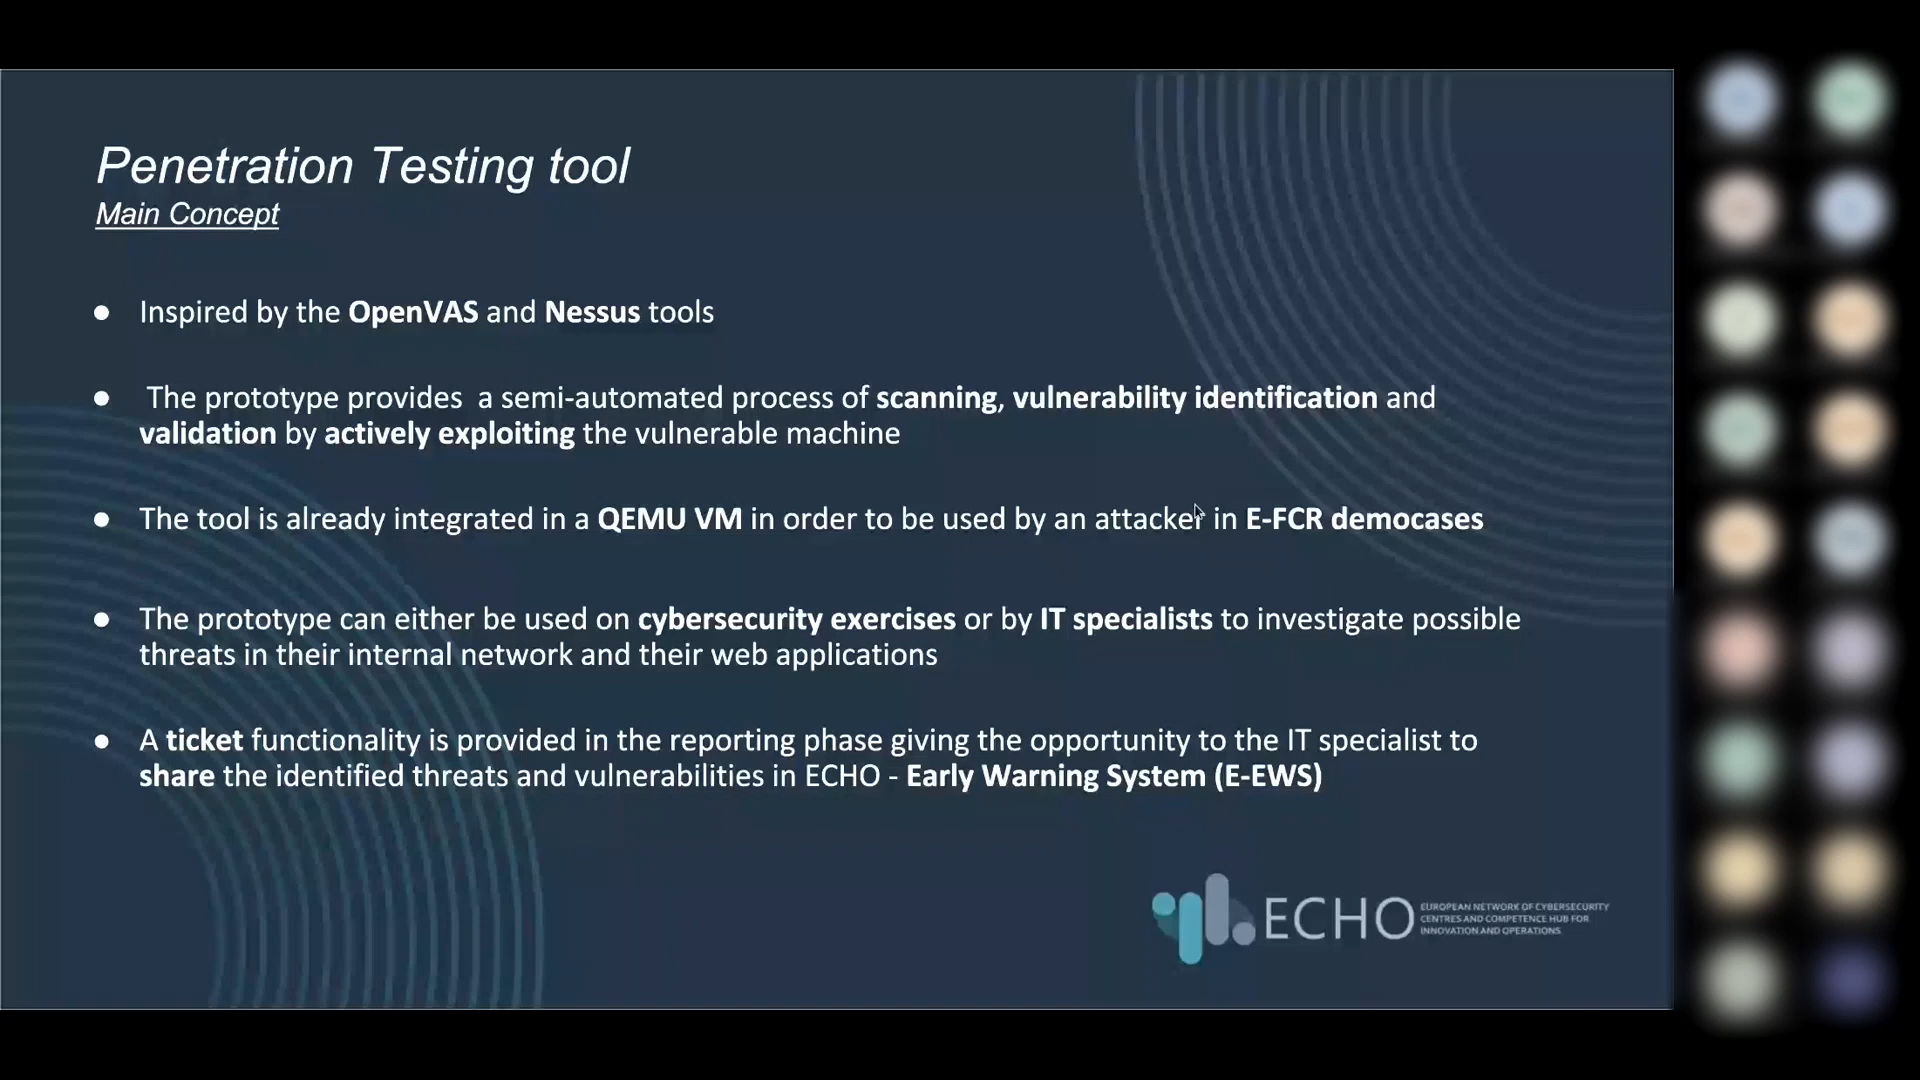 Penetration Testing tool
Main Concept
● Inspired by the OpenVAS and Nessus tools
● The prototype provides a semi-automated process of scanning, vulnerability identification and
validation by actively exploiting the vulnerable machine
● The tool is already integrated in a QEMU VM in order to be used by an attacker in E-FCR democases
● The prototype can either be used on cybersecurity exercises or by IT specialists to investigate possible
threats in their internal network and their web applications
● A ticket functionality is provided in the reporting phase giving the opportunity to the IT specialist to
share the identified threats and vulnerabilities in ECHO - Early Warning System (E-EWS)
ECHO
EUROPEAN NETWORK OF CYBERSECURITY
CENTRES AND COMPETENCE HUB FOR
INNOVATION AND OPERATIONS